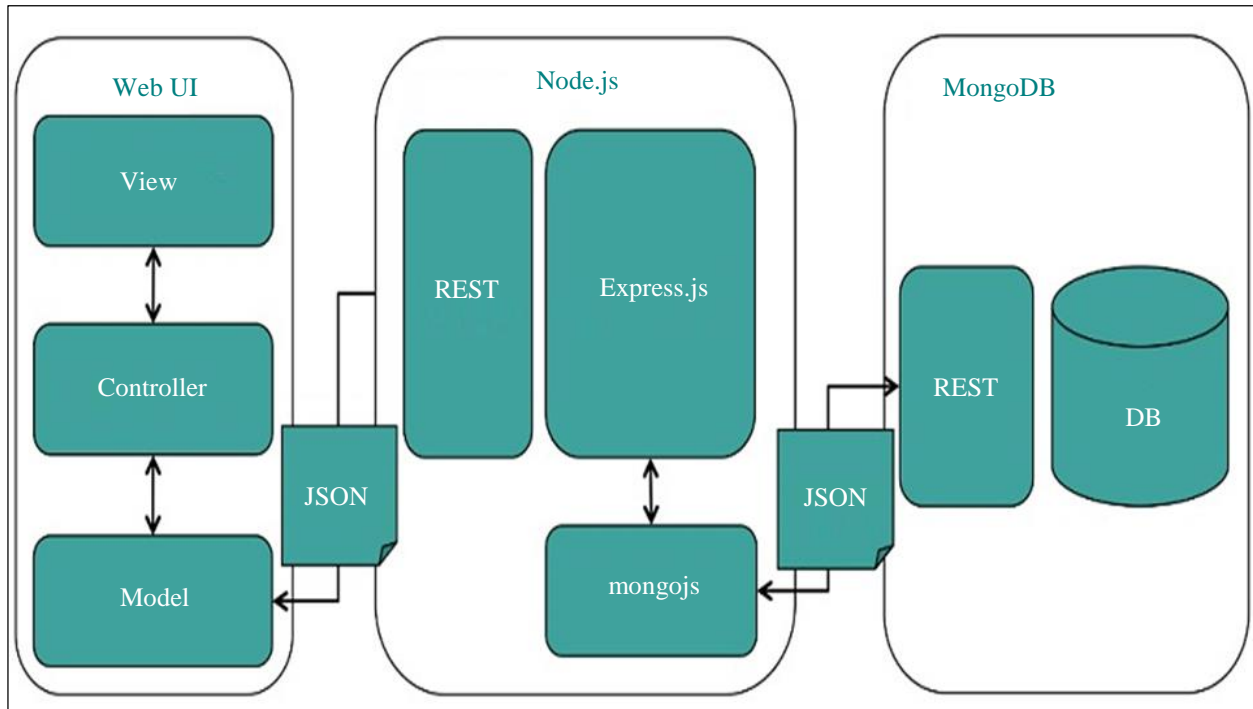 Web UI
View
Controller
Model
JSON
Node.js
REST
Express.js
mongojs
JSON
MongoDB
REST
DB